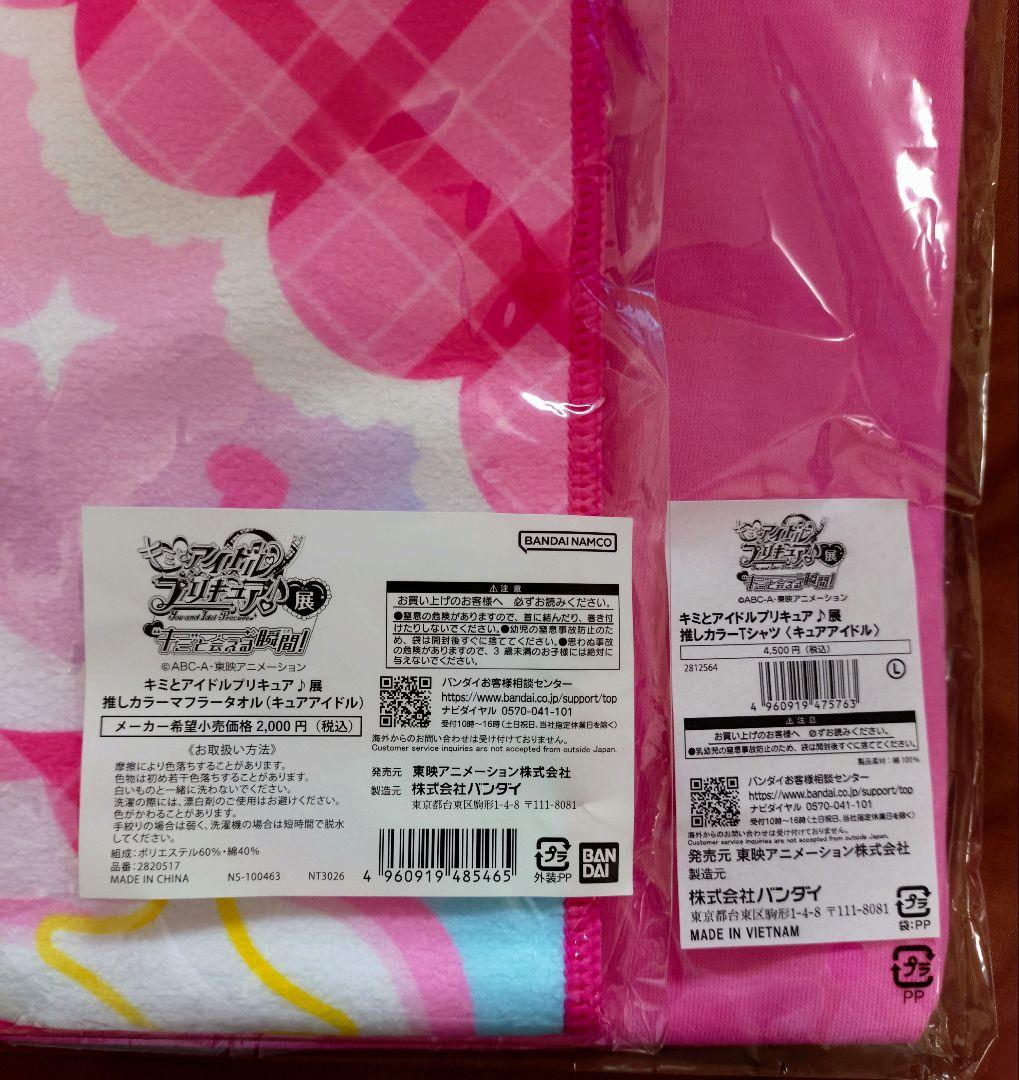 キミとアイドル
プリキュア♪展
You and Idol Precure
キミと会える瞬間!
©ABC-A・東映アニメーション
キミとアイドルプリキュア♪展
推しカラーマフラータオル（キュアアイドル）
メーカー希望小売価格 2,000 円（税込）
《お取扱い方法》
摩擦により色落ちすることがあります。
色物は初め若干色落ちすることがあります。
白いものと一緒に洗わないでください。
洗濯の際には、漂白剤のご使用はお避けください。
色がかわることがあります。
手絞りの場合は弱く、洗濯機の場合は短時間で脱水
してください。
組成：ポリエステル60%・綿40%
品番：2820517
MADE IN CHINA NS-100463 NT3026
BANDAI NAMCO
⚠注意
お買い上げのお客様へ 必ずお読みください。
●窒息の危険がありますので、首に結んだり、巻き付
けたりしないでください。●幼児の窒息事故防止のた
め、袋は開封後すぐに捨ててください。●思わぬ事故
の危険がありますので、3 歳未満のお子様には絶対に
与えないでください。
バンダイお客様相談センター
https://www.bandai.co.jp/support/top
ナビダイヤル 0570-041-101
受付10時〜16時(土日祝日、当社指定休業日を除く)
海外からのお問い合わせは受け付けておりません。
Customer service inquiries are not accepted from outside Japan.
発売元 東映アニメーション株式会社
製造元 株式会社バンダイ
東京都台東区駒形1-4-8 〒111-8081
4 960919 485465
プラ
外装:PP
BANDAI
キミとアイドル
プリキュア♪展
You and Idol Precure
キミと会える瞬間!
©ABC-A・東映アニメーション
キミとアイドルプリキュア♪展
推しカラーTシャツ〈キュアアイドル〉
4,500円（税込）
2812564
L
4 960919 475763
⚠注意
お買い上げのお客様へ 必ずお読みください。
●乳幼児の窒息事故防止のため、袋は開封後すぐに捨ててください。
製品素材：綿 100%
バンダイお客様相談センター
https://www.bandai.co.jp/support/top
ナビダイヤル 0570-041-101
受付10時〜16時(土日祝日、当社指定休業日を除く)
海外からのお問い合わせは受け付けておりません。
Customer service inquiries are not accepted from outside Japan.
発売元 東映アニメーション株式会社
製造元
株式会社バンダイ
東京都台東区駒形1-4-8 〒111-8081
MADE IN VIETNAM
プラ
袋:PP
プラ
PP